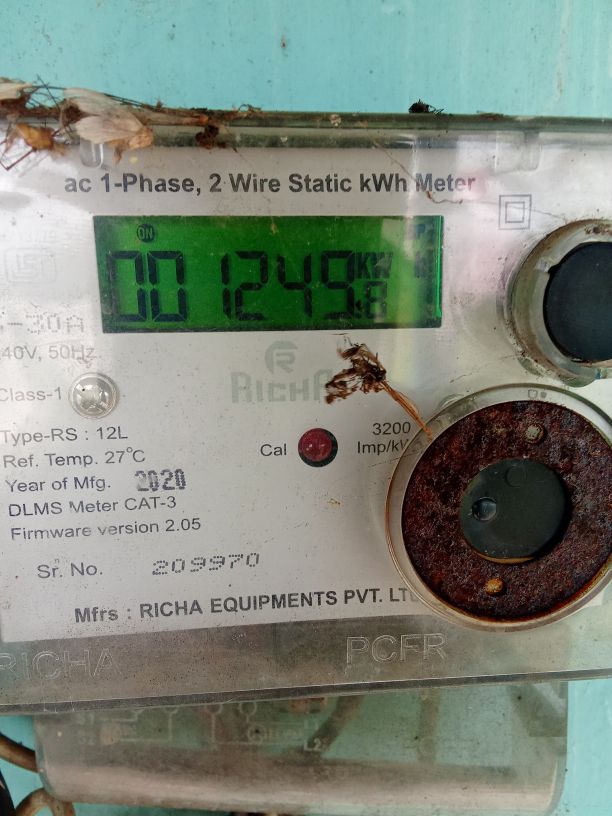 ac 1-Phase, 2 Wire Static kWh Meter
ON
001249.8 KW H
-30A
40V, 50Hz
Class-1
RICHA
Type-RS : 12L
Ref. Temp. 27°C
Year of Mfg. 2020
DLMS Meter CAT-3
Firmware version 2.05
Cal
3200
Imp/kW
Sr. No. 209970
Mfrs : RICHA EQUIPMENTS PVT. LT
RICHA
PCFR